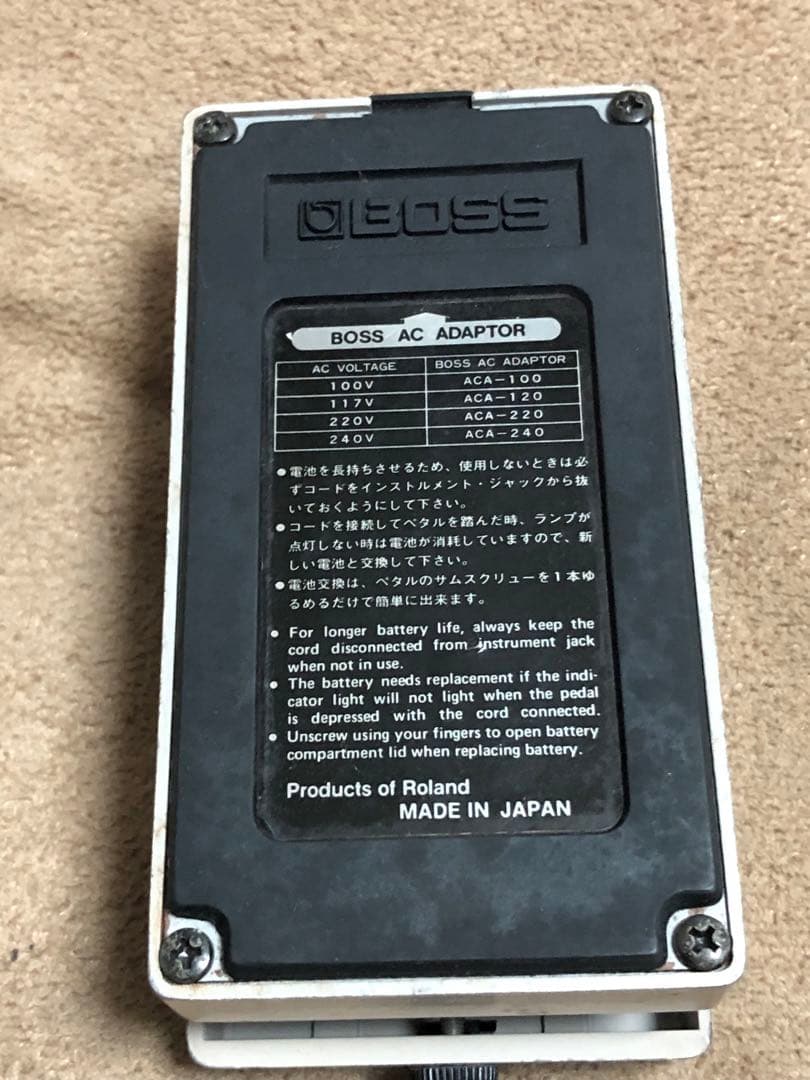 BOSS
BOSS AC ADAPTOR
AC VOLTAGE BOSS AC ADAPTOR
100V ACA-100
117V ACA-120
220V ACA-220
240V ACA-240
●電池を長持ちさせるため、使用しないときは必
ずコードをインストルメント・ジャックから抜
いておくようにして下さい。
●コードを接続してペタルを踏んだ時、ランプが
点灯しない時は電池が消耗していますので、新
しい電池と交換して下さい。
●電池交換は、ペタルのサムスクリューを1本ゆ
るめるだけで簡単に出来ます。
● For longer battery life, always keep the
cord disconnected from instrument jack
when not in use.
● The battery needs replacement if the indi-
cator light will not light when the pedal
is depressed with the cord connected.
● Unscrew using your fingers to open battery
compartment lid when replacing battery.
Products of Roland
MADE IN JAPAN